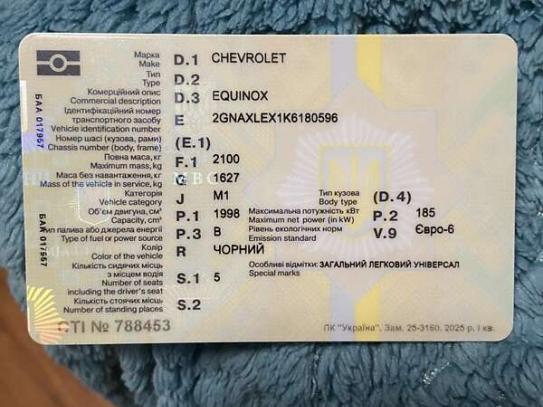 Марка D.1 CHEVROLET
Make
Тип D.2
Type
Комерційний опис D.3 EQUINOX
Commercial description
Ідентифікаційний номер
транспортного засобу E 2GNAXLEX1K6180596
Vehicle identification number
Номер шасі (кузова, рами) (E.1)
Chassis number (body, frame)
Повна маса, кг F.1 2100
Maximum mass, kg
Маса без навантаження, кг G 1627
Mass of the vehicle in service, kg
Категорія J M1 Тип кузова (D.4)
Vehicle category Body type
Об'єм двигуна, см³ P.1 1998 Максимальна потужність кВт P.2 185
Capacity, cm³ Maximum net power (in kW)
Тип палива або джерела енергії P.3 B Рівень екологічних норм V.9 Євро-6
Type of fuel or power source Emission standard
Колір R ЧОРНИЙ
Color of the vehicle
Кількість сидячих місць Особливі відмітки: ЗАГАЛЬНИЙ ЛЕГКОВИЙ УНІВЕРСАЛ
з місцем водія S.1 5 Special marks
Number of seats
including the driver's seat
Кількість стоячих місць S.2
Number of standing places
СТІ № 788453
ПК "Україна". Зам. 25-3160. 2025 р. I кв.
БАА 017957
БАА 017957